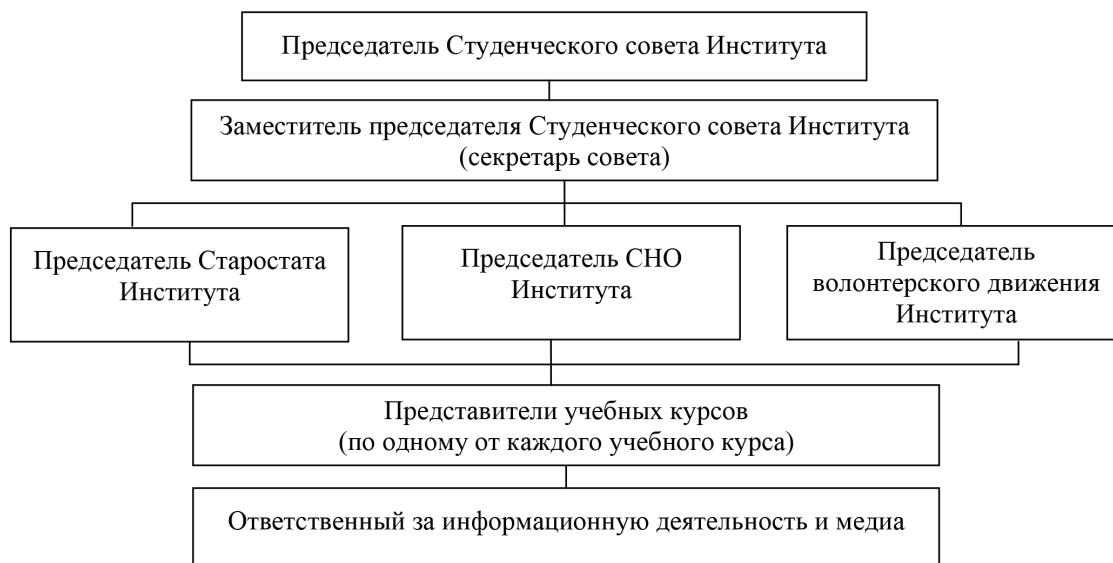 Председатель Студенческого совета Института
Заместитель председателя Студенческого совета Института
(секретарь совета)
Председатель Старостата
Института
Председатель СНО
Института
Председатель
волонтерского движения
Института
Представители учебных курсов
(по одному от каждого учебного курса)
Ответственный за информационную деятельность и медиа